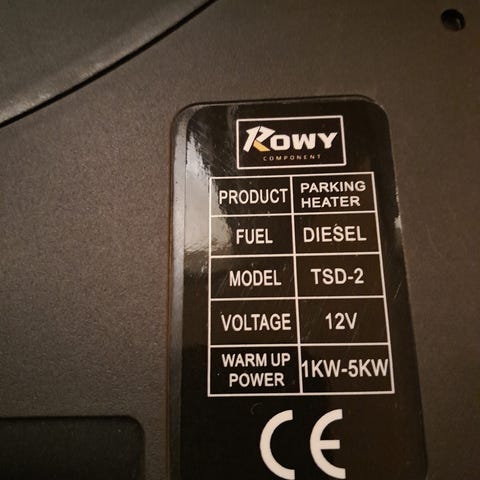 ROWY
COMPONENT
PRODUCT PARKING HEATER
FUEL DIESEL
MODEL TSD-2
VOLTAGE 12V
WARM UP POWER 1KW-5KW
CE